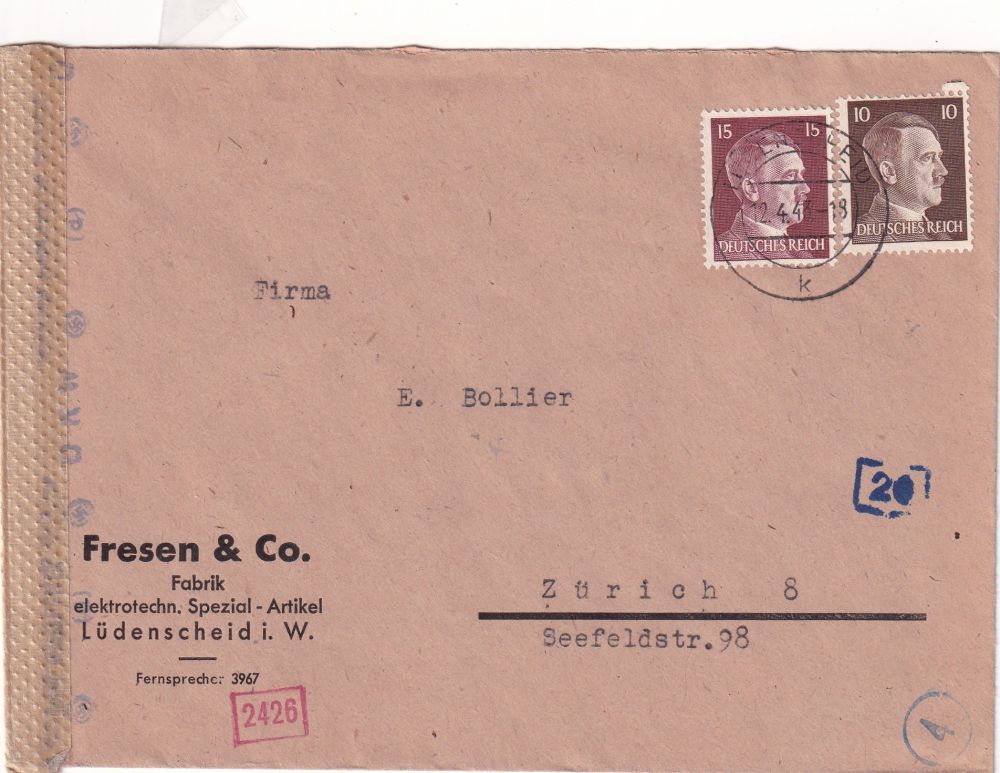 15 15
DEUTSCHES REICH
10 10
DEUTSCHES REICH
k
Firma
E. Bollier
[20]
Zürich 8
Seefeldstr.98
Fresen & Co.
Fabrik
elektrotechn. Spezial-Artikel
Lüdenscheid i. W.
Fernsprecher 3967
2426
4